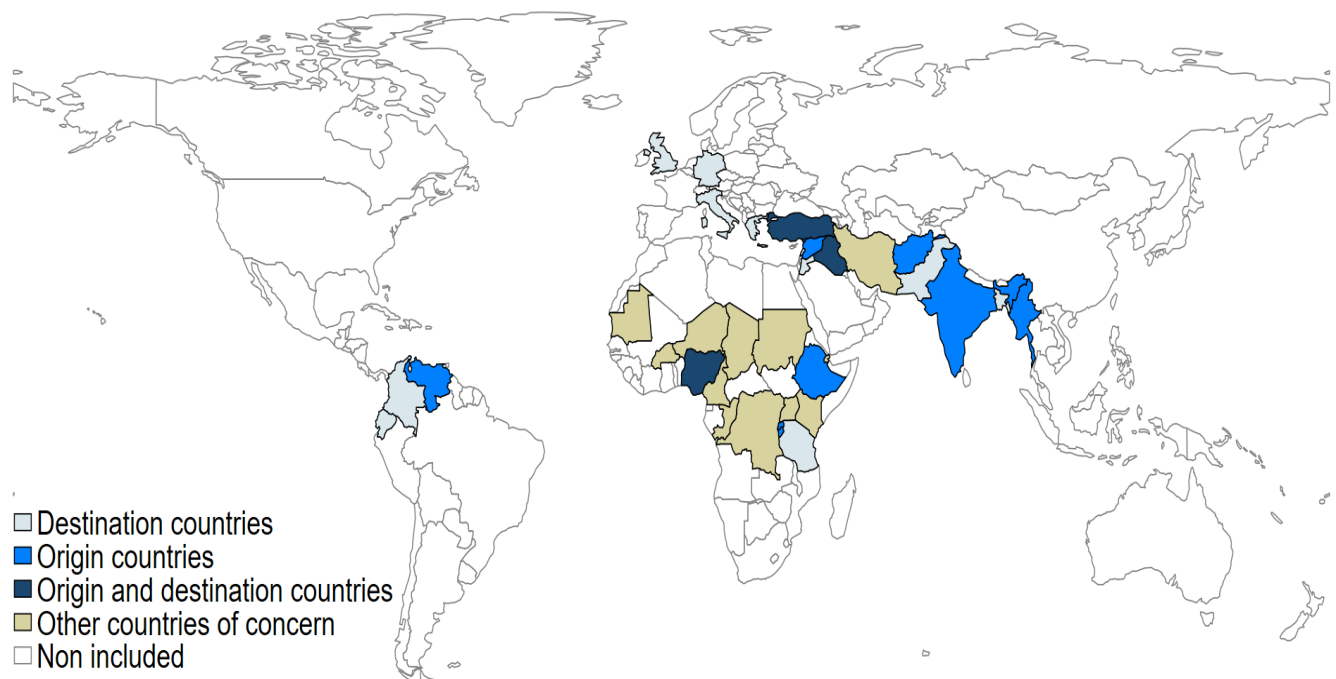 Destination countries
Origin countries
Origin and destination countries
Other countries of concern
Non included